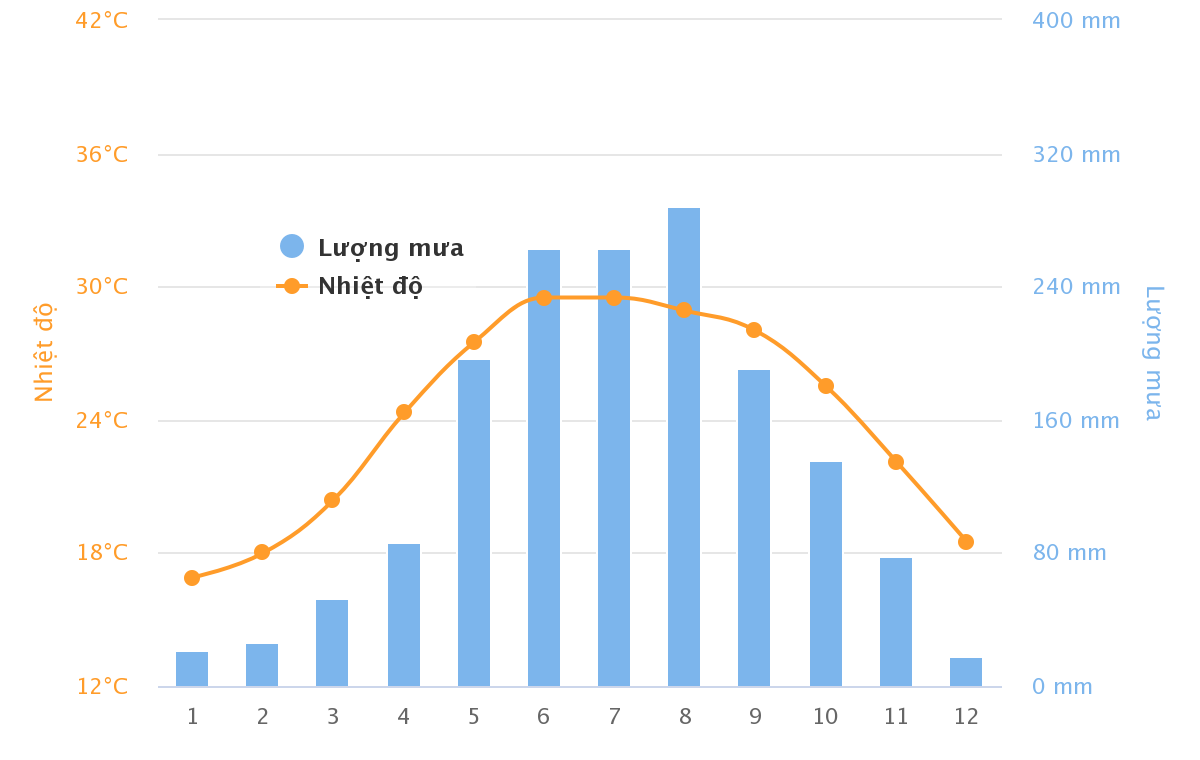 42°C
400 mm
36°C
320 mm
Lượng mưa
30°C
Nhiệt độ
240 mm
Nhiệt độ
Lượng mưa
24°C
160 mm
18°C
80 mm
12°C
0 mm
1 2 3 4 5 6 7 8 9 10 11 12